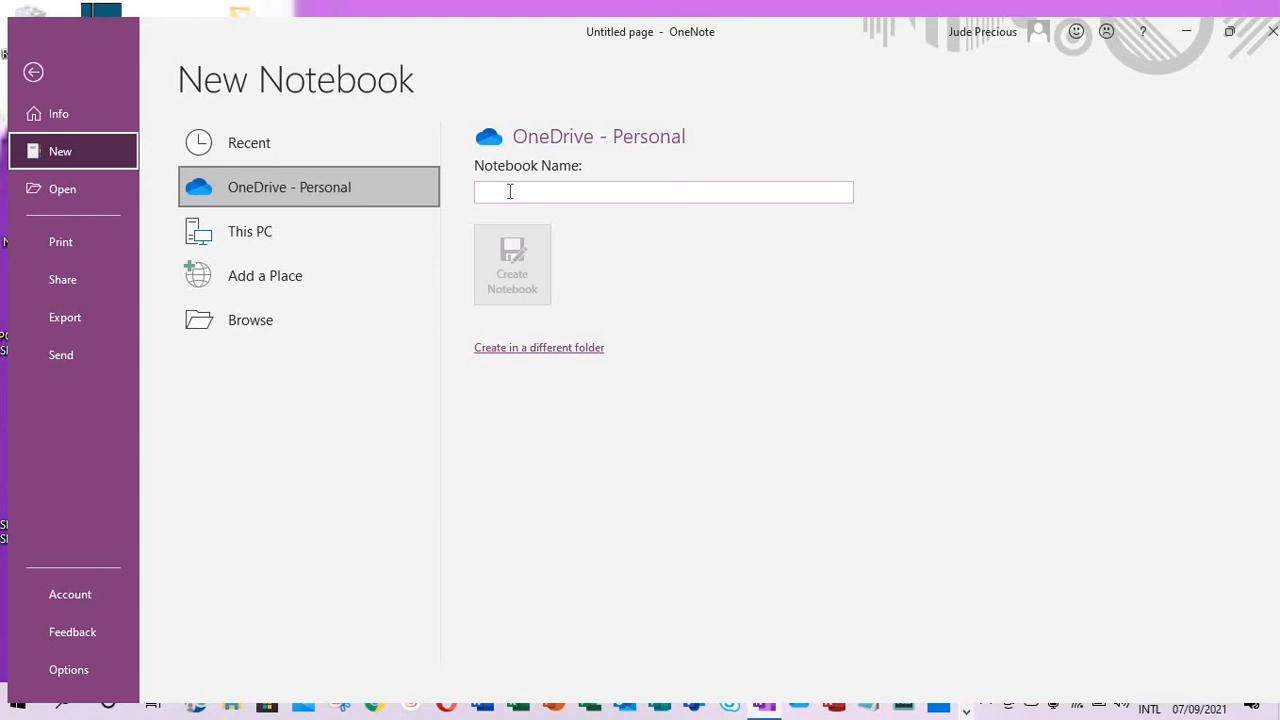 Untitled page - OneNote
Jude Precious
?
New Notebook
Info
New
Open
Print
Share
Export
Send
Account
Feedback
Options
Recent
OneDrive - Personal
This PC
Add a Place
Browse
OneDrive - Personal
Notebook Name:
Create
Notebook
Create in a different folder
INTL
07/09/2021